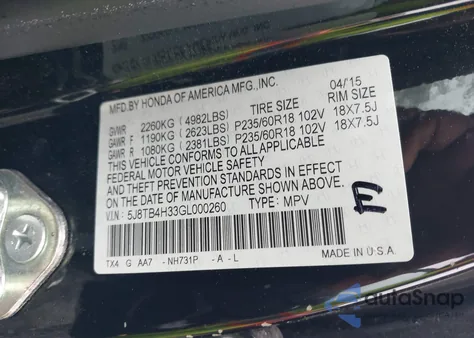 MFD.BY HONDA OF AMERICA MFG.,INC. 04/15
TIRE SIZE RIM SIZE
GVWR 2260KG (4982LBS)
GAWR F 1190KG (2623LBS) P235/60R18 102V 18X7.5J
GAWR R 1080KG (2381LBS) P235/60R18 102V 18X7.5J
THIS VEHICLE CONFORMS TO ALL APPLICABLE
FEDERAL MOTOR VEHICLE SAFETY
AND THEFT PREVENTION STANDARDS IN EFFECT
ON THE DATE OF MANUFACTURE SHOWN ABOVE.
V.I.N.: 5J8TB4H33GL000260 TYPE: MPV
E
TX4 G AA7 - NH731P - A - L MADE IN U.S.A.
autoSnap